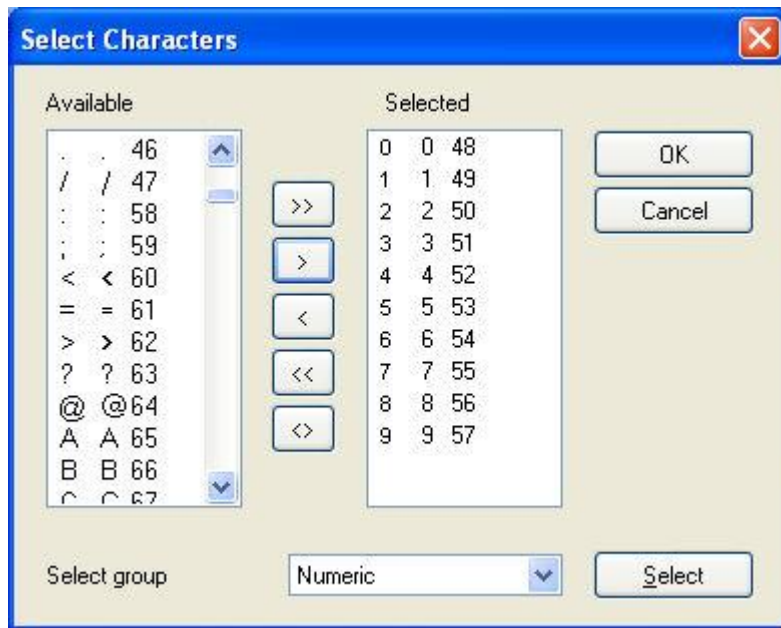 Select Characters
Available
Selected
. . 46
/ / 47
: : 58
; ; 59
< < 60
= = 61
> > 62
? ? 63
@ @ 64
A A 65
B B 66
C C 67
>>
>
<
<<
<>
0 0 48
1 1 49
2 2 50
3 3 51
4 4 52
5 5 53
6 6 54
7 7 55
8 8 56
9 9 57
OK
Cancel
Select group
Numeric
Select